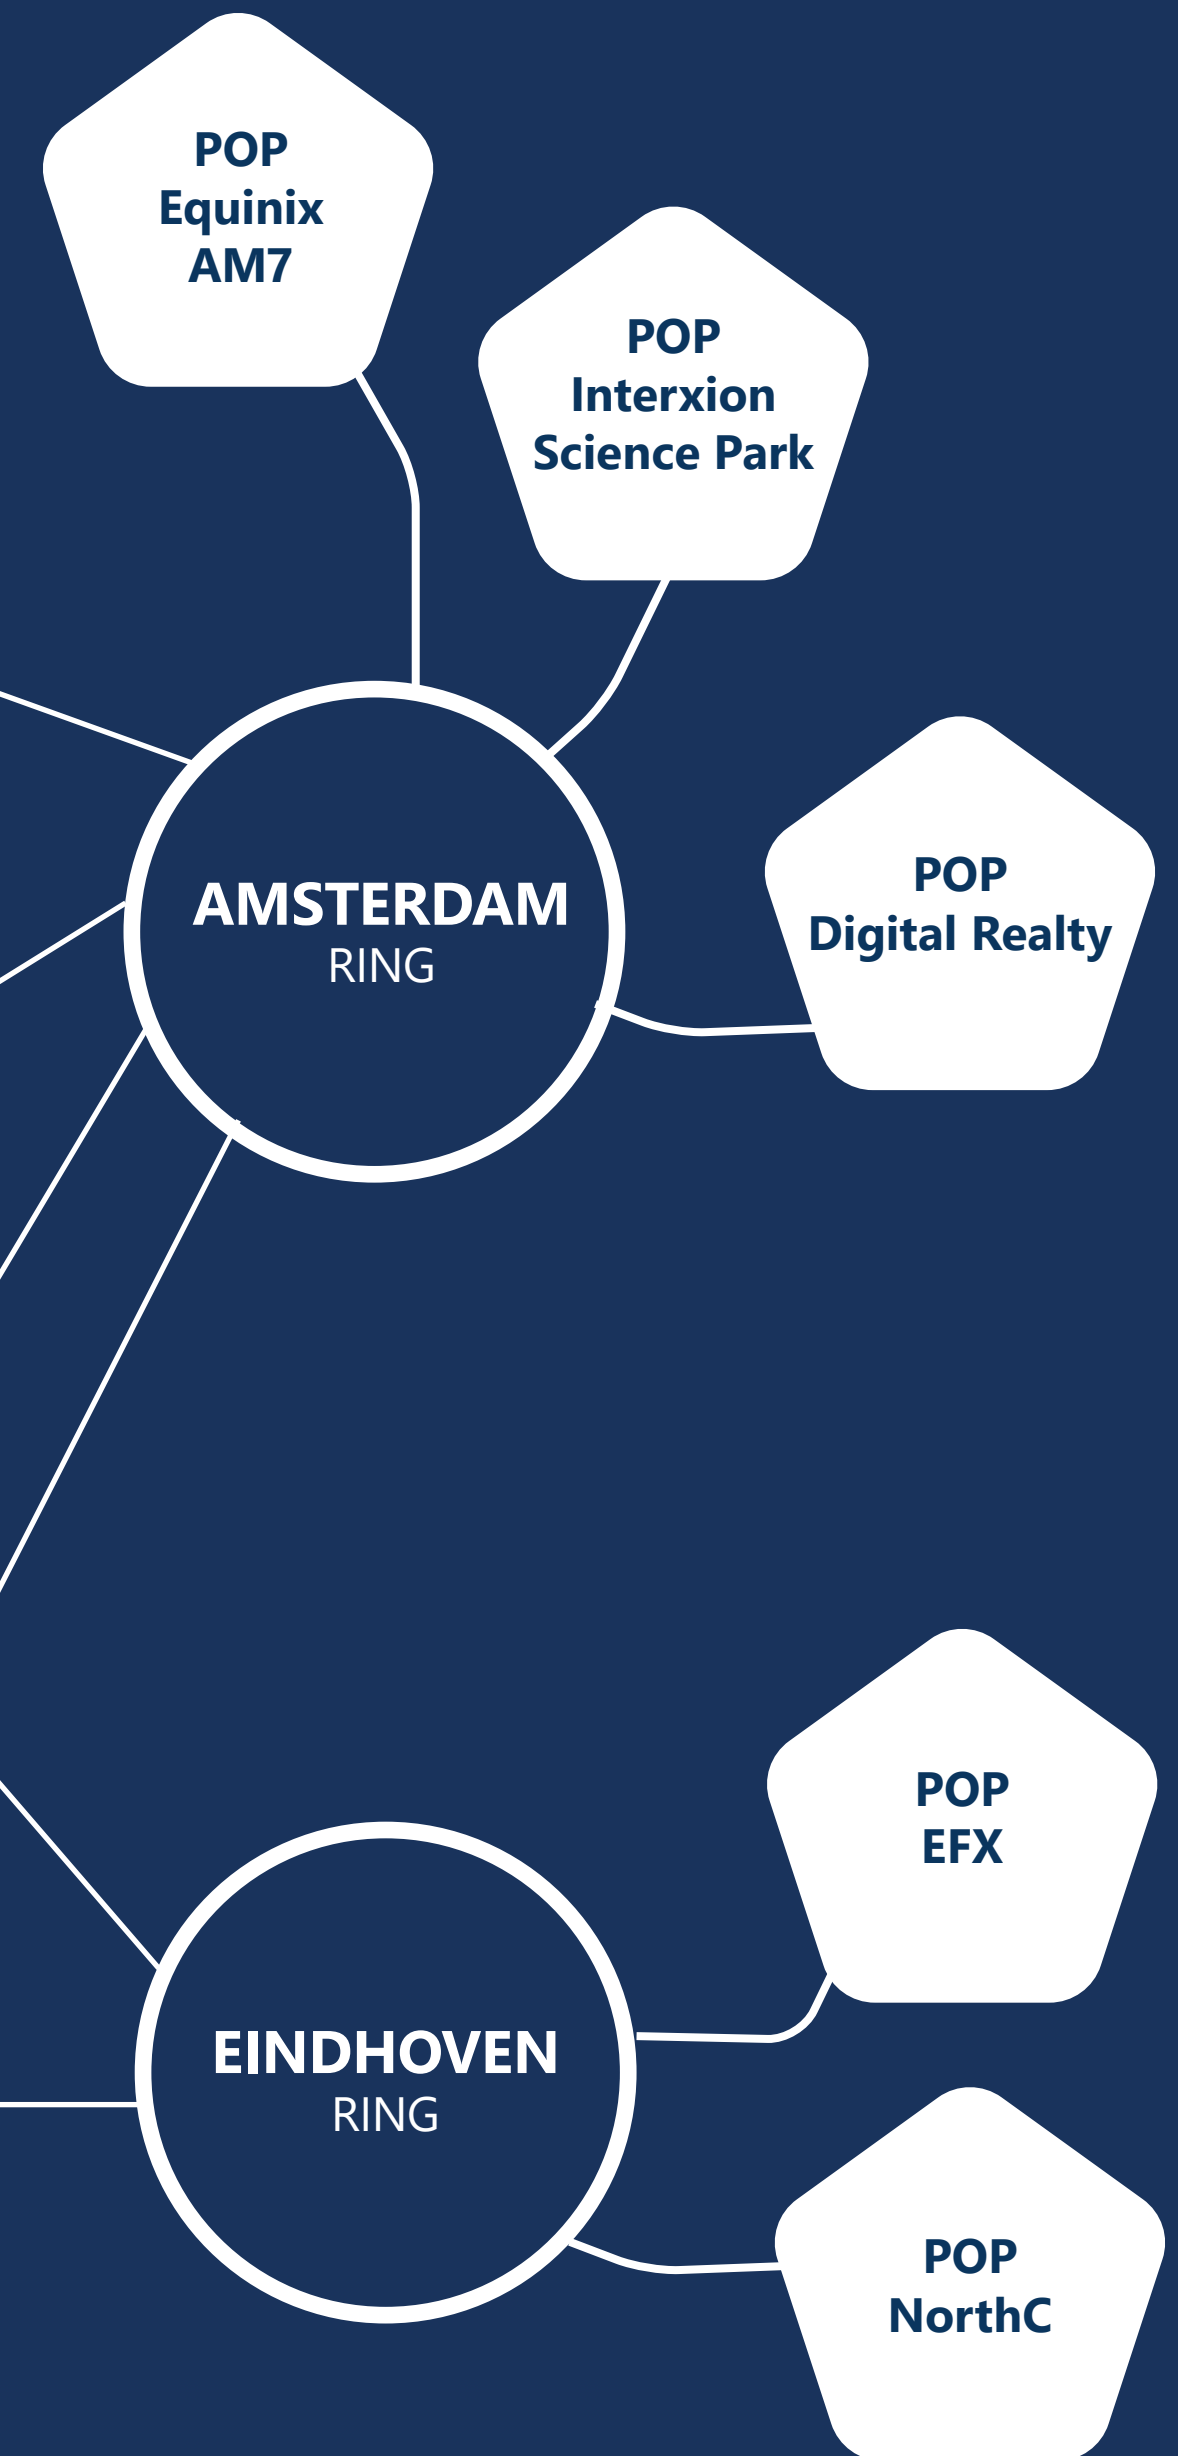 POP
Equinix
AM7
POP
Interxion
Science Park
AMSTERDAM
RING
POP
Digital Realty
POP
EFX
EINDHOVEN
RING
POP
NorthC